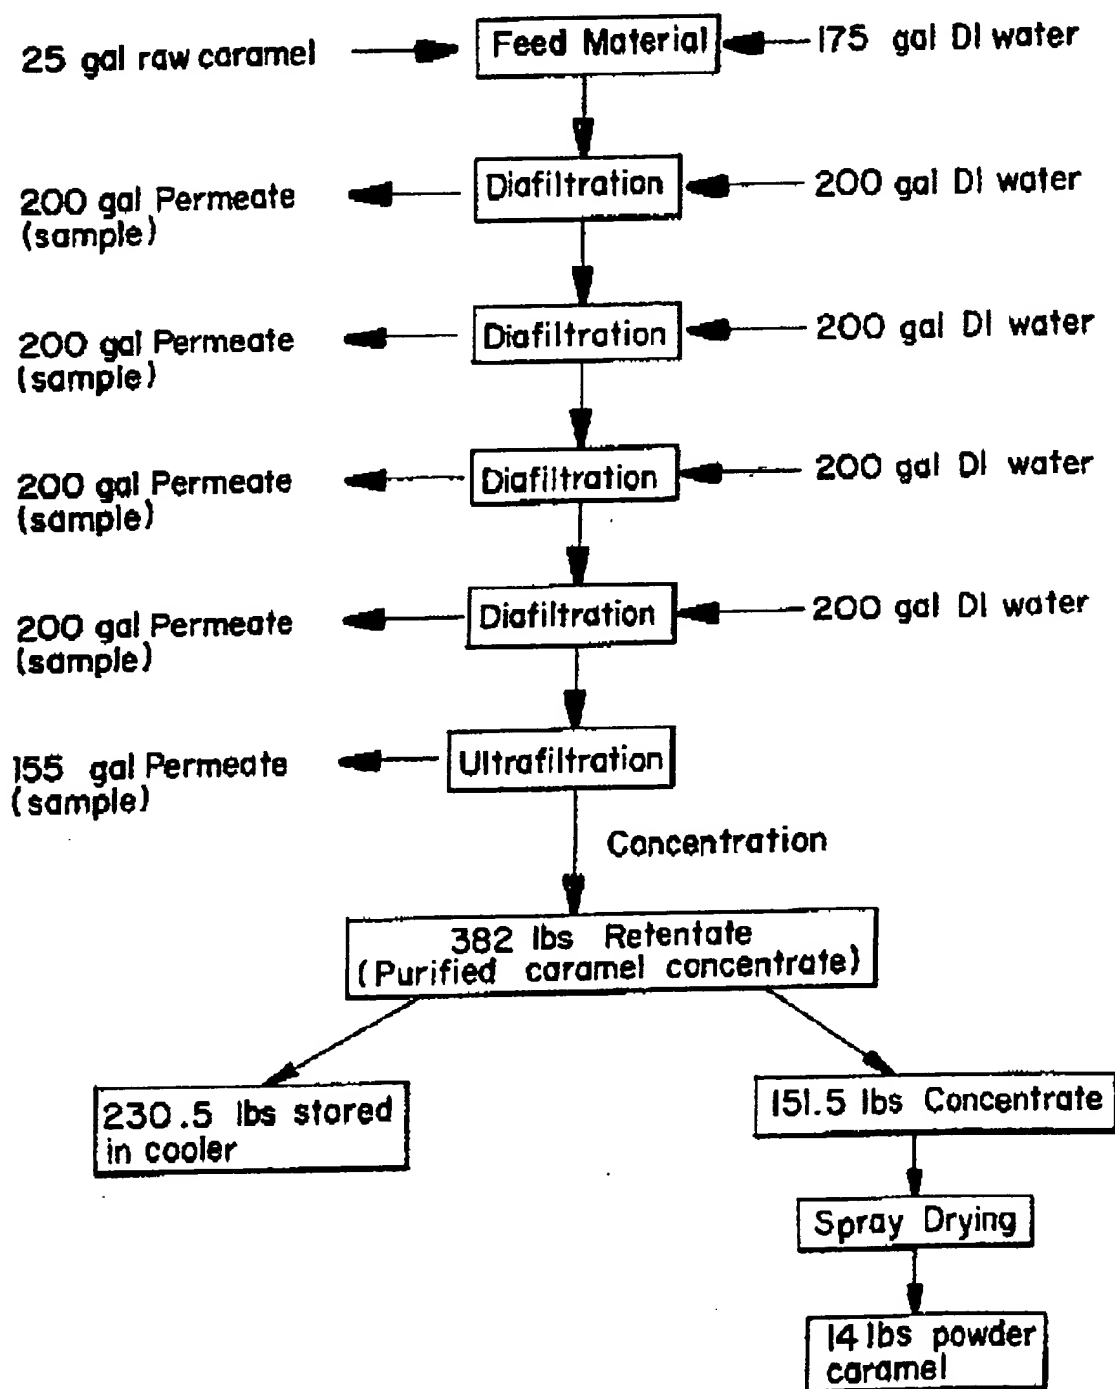 25 gal raw caramel
Feed Material
175 gal DI water
200 gal Permeate
(sample)
Diafiltration
200 gal DI water
200 gal Permeate
(sample)
Diafiltration
200 gal DI water
200 gal Permeate
(sample)
Diafiltration
200 gal DI water
200 gal Permeate
(sample)
Diafiltration
200 gal DI water
155 gal Permeate
(sample)
Ultrafiltration
Concentration
382 lbs Retentate
(Purified caramel concentrate)
230.5 lbs stored
in cooler
151.5 lbs Concentrate
Spray Drying
14 lbs powder
caramel